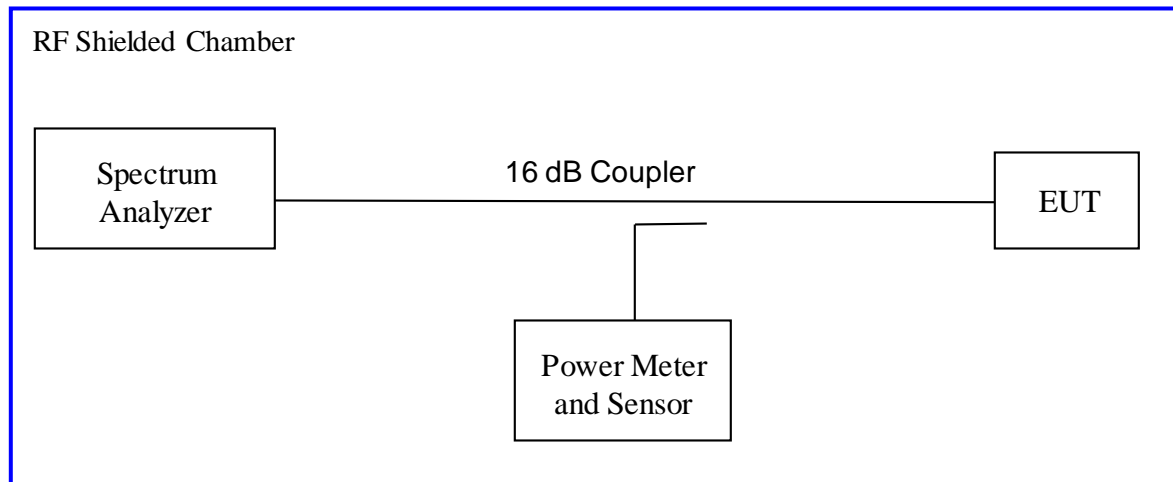 RF Shielded Chamber
Spectrum
Analyzer
16 dB Coupler
EUT
Power Meter
and Sensor